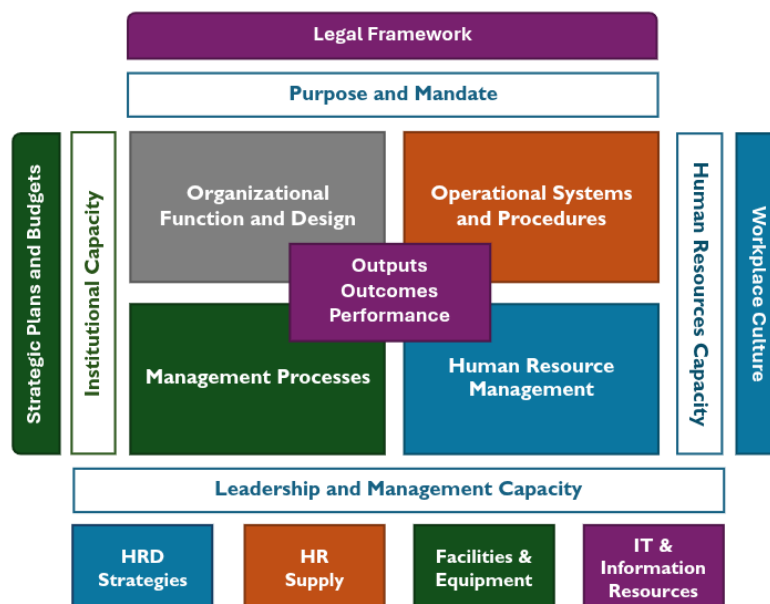 Legal Framework
Purpose and Mandate
Strategic Plans and Budgets
Institutional Capacity
Organizational
Function and Design
Operational Systems
and Procedures
Outputs
Outcomes
Performance
Management Processes
Human Resource
Management
Human Resources Capacity
Workplace Culture
Leadership and Management Capacity
HRD
Strategies
HR
Supply
Facilities &
Equipment
IT &
Information
Resources